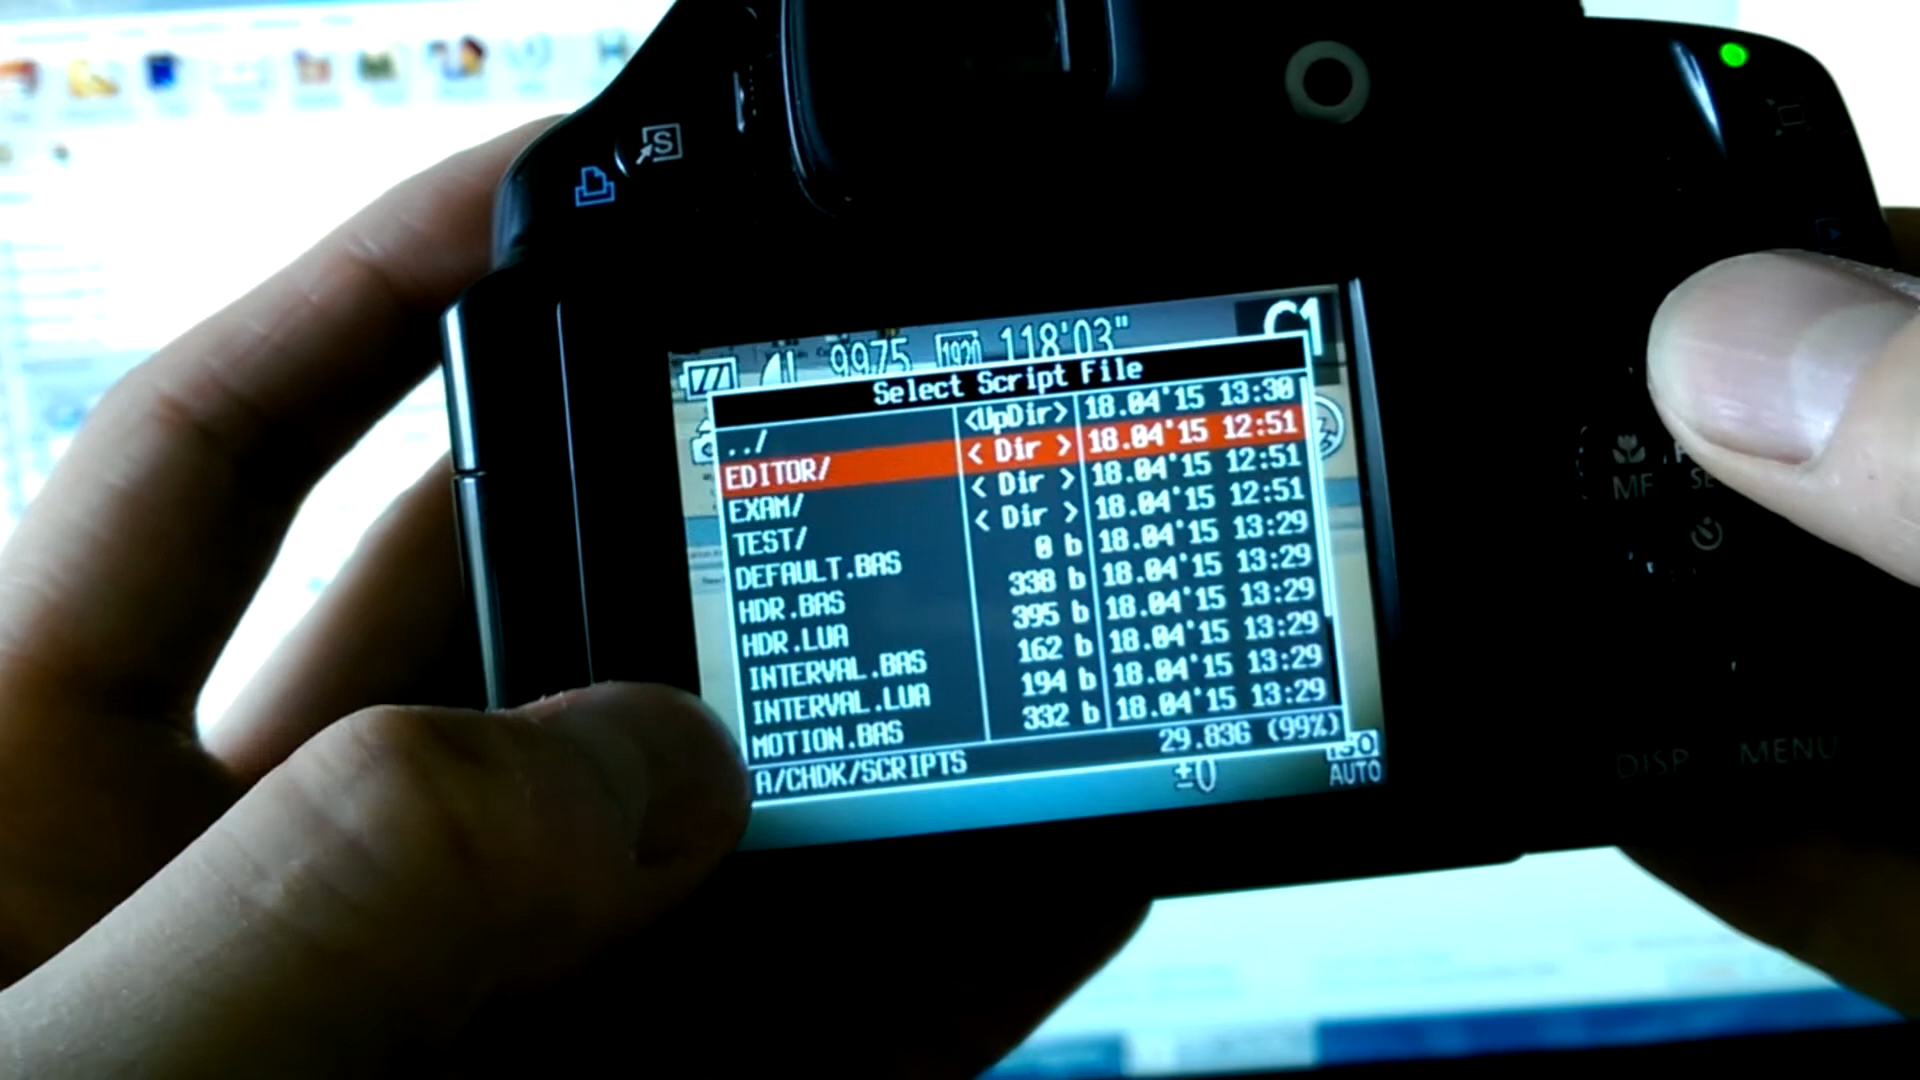 S
9975 1920 118'03" C1
Select Script File
../ <UpDir> 18.04'15 13:30
EDITOR/ < Dir > 18.04'15 12:51
EXAM/ < Dir > 18.04'15 12:51
TEST/ < Dir > 18.04'15 12:51
DEFAULT.BAS 0 b 18.04'15 13:29
HDR.BAS 338 b 18.04'15 13:29
HDR.LUA 395 b 18.04'15 13:29
INTERVAL.BAS 162 b 18.04'15 13:29
INTERVAL.LUA 194 b 18.04'15 13:29
MOTION.BAS 332 b 18.04'15 13:29
A/CHDK/SCRIPTS 29.83G (99%)
±0 ISO
AUTO
MF
DISP MENU